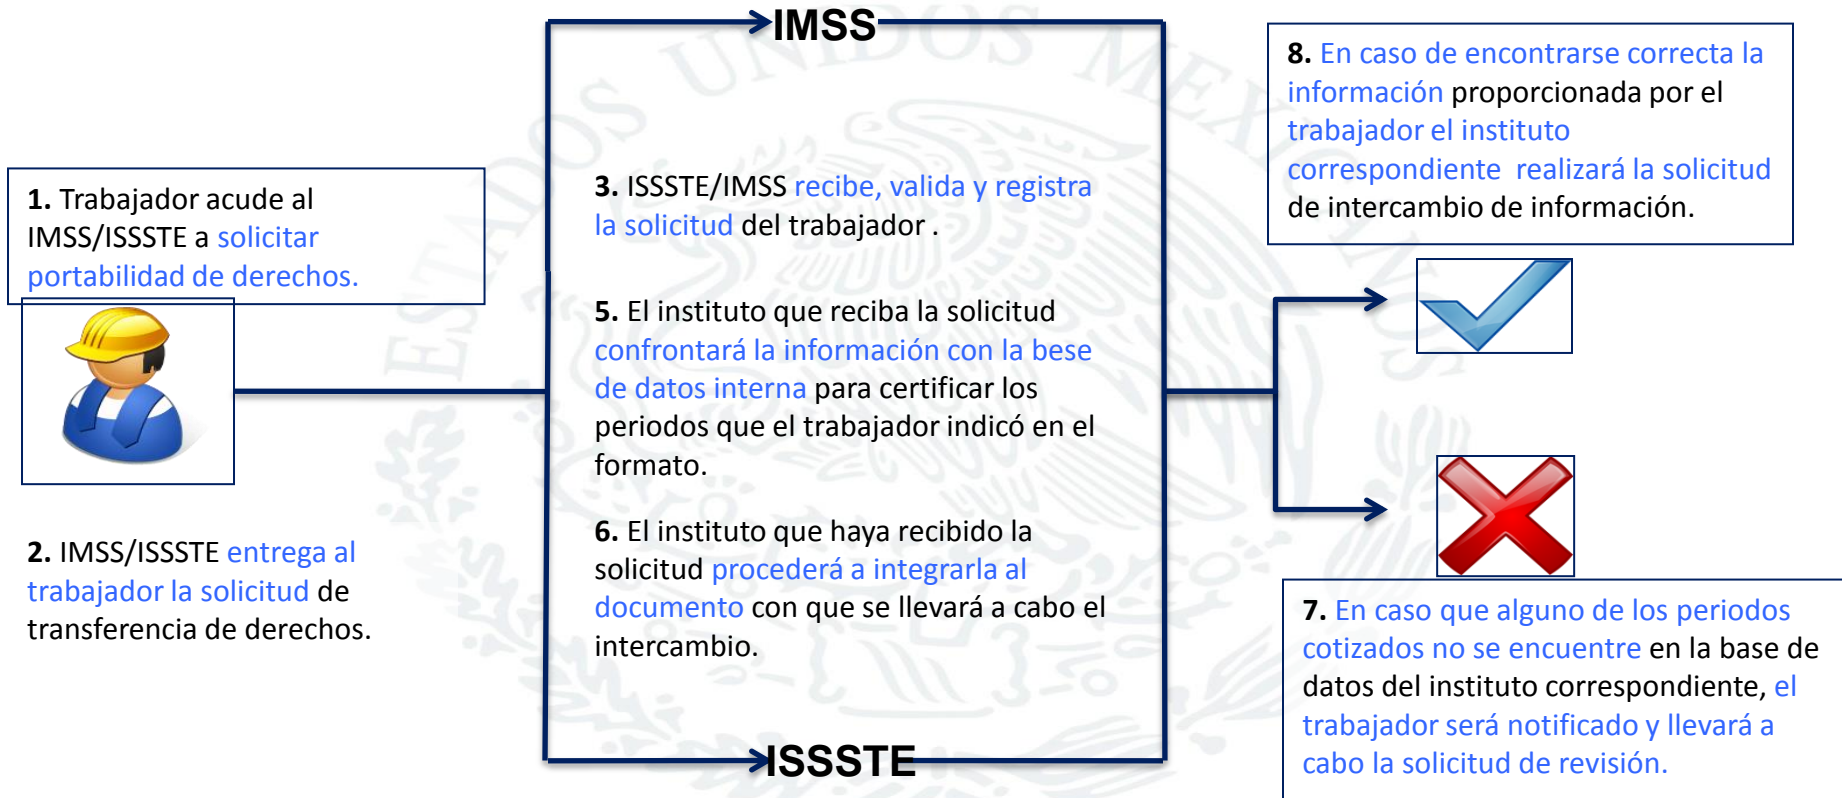 IMSS
1. Trabajador acude al
IMSS/ISSSTE a solicitar
portabilidad de derechos.
2. IMSS/ISSSTE entrega al
trabajador la solicitud de
transferencia de derechos.
3. ISSSTE/IMSS recibe, valida y registra
la solicitud del trabajador .
5. El instituto que reciba la solicitud
confrontará la información con la bese
de datos interna para certificar los
periodos que el trabajador indicó en el
formato.
6. El instituto que haya recibido la
solicitud procederá a integrarla al
documento con que se llevará a cabo el
intercambio.
ISSSTE
8. En caso de encontrarse correcta la
información proporcionada por el
trabajador el instituto
correspondiente realizará la solicitud
de intercambio de información.
7. En caso que alguno de los periodos
cotizados no se encuentre en la base de
datos del instituto correspondiente, el
trabajador será notificado y llevará a
cabo la solicitud de revisión.
ESTADOS UNIDOS MEXICANOS